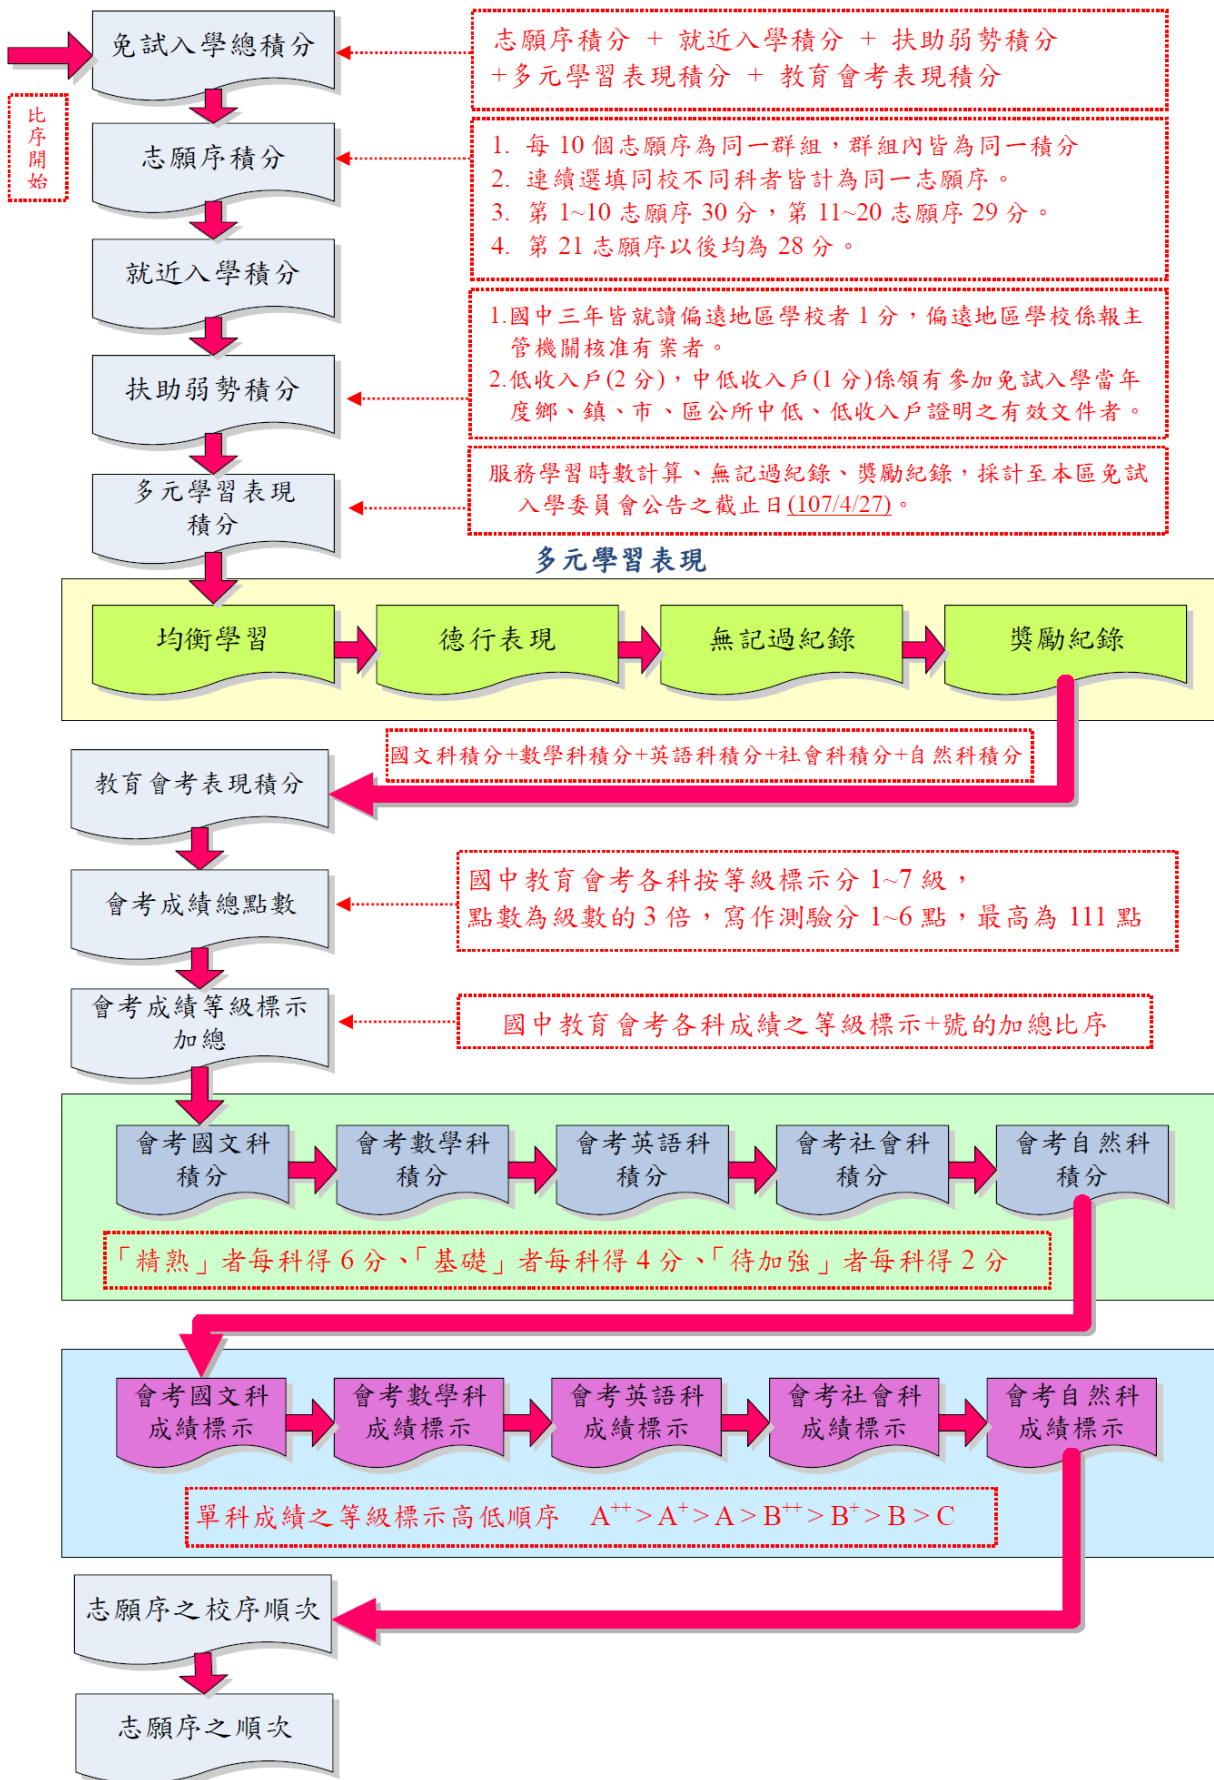 免試入學總積分
志願序積分 + 就近入學積分 + 扶助弱勢積分
+多元學習表現積分 + 教育會考表現積分
比
序
開
始
志願序積分
1. 每 10 個志願序為同一群組,群組內皆為同一積分
2. 連續選填同校不同科者皆計為同一志願序。
3. 第 1~10 志願序 30 分,第 11~20 志願序 29 分。
4. 第 21 志願序以後均為 28 分。
就近入學積分
扶助弱勢積分
1.國中三年皆就讀偏遠地區學校者 1 分,偏遠地區學校係報主
管機關核准有案者。
2.低收入戶(2 分),中低收入戶(1 分)係領有參加免試入學當年
度鄉、鎮、市、區公所中低、低收入戶證明之有效文件者。
多元學習表現
積分
服務學習時數計算、無記過紀錄、獎勵紀錄,採計至本區免試
入學委員會公告之截止日(107/4/27)。
多元學習表現
均衡學習
德行表現
無記過紀錄
獎勵紀錄
國文科積分+數學科積分+英語科積分+社會科積分+自然科積分
教育會考表現積分
會考成績總點數
國中教育會考各科按等級標示分 1~7 級,
點數為級數的 3 倍,寫作測驗分 1~6 點,最高為 111 點
會考成績等級標示
加總
國中教育會考各科成績之等級標示+號的加總比序
會考國文科
積分
會考數學科
積分
會考英語科
積分
會考社會科
積分
會考自然科
積分
「精熟」者每科得 6 分、「基礎」者每科得 4 分、「待加強」者每科得 2 分
會考國文科
成績標示
會考數學科
成績標示
會考英語科
成績標示
會考社會科
成績標示
會考自然科
成績標示
單科成績之等級標示高低順序 A⁺⁺>A⁺>A>B⁺⁺>B⁺>B>C
志願序之校序順次
志願序之順次